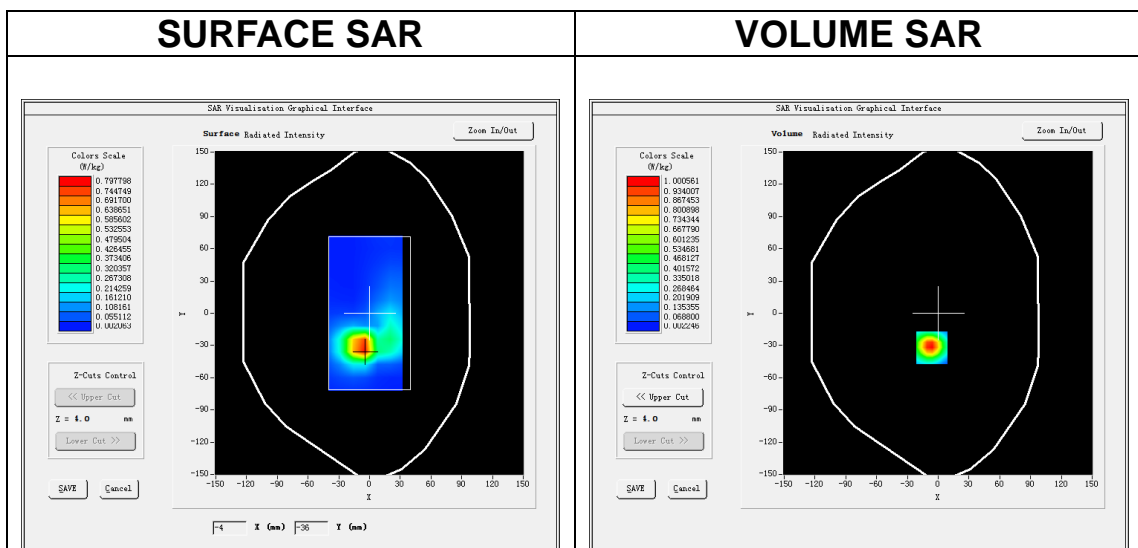 SURFACE SAR
VOLUME SAR
SAR Visualisation Graphical Interface
Surface Radiated Intensity
Zoom In/Out
Colors Scale
(W/kg)
0.797798
0.744749
0.691700
0.638651
0.585602
0.532553
0.479504
0.426455
0.373406
0.320357
0.267308
0.214259
0.161210
0.108161
0.055112
0.002063
150
120
90
60
30
0
-30
-60
-90
-120
-150
Y
-150 -120 -90 -60 -30 0 30 60 90 120 150
X
Z-Cuts Control
<< Upper Cut
Z = 4.0 mm
Lower Cut >>
SAVE Cancel
-4 X (mm) -36 Y (mm)
SAR Visualisation Graphical Interface
Volume Radiated Intensity
Zoom In/Out
Colors Scale
(W/kg)
1.000561
0.934007
0.867453
0.800898
0.734344
0.667790
0.601235
0.534681
0.468127
0.401572
0.335018
0.268464
0.201909
0.135355
0.068800
0.002246
150
120
90
60
30
0
-30
-60
-90
-120
-150
Y
-150 -120 -90 -60 -30 0 30 60 90 120 150
X
Z-Cuts Control
<< Upper Cut
Z = 4.0 mm
Lower Cut >>
SAVE Cancel